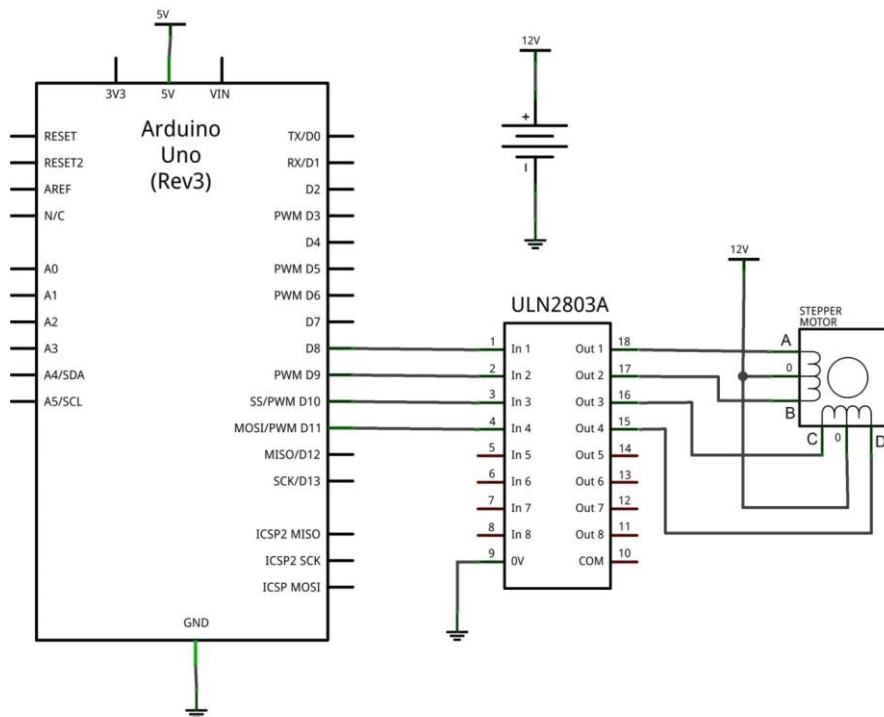 5V
3V3 5V VIN
Arduino
Uno
(Rev3)
RESET
RESET2
AREF
N/C
A0
A1
A2
A3
A4/SDA
A5/SCL
TX/D0
RX/D1
D2
PWM D3
D4
PWM D5
PWM D6
D7
D8
PWM D9
SS/PWM D10
MOSI/PWM D11
MISO/D12
SCK/D13
ICSP2 MISO
ICSP2 SCK
ICSP MOSI
GND
12V
+
ULN2803A
1 In 1 Out 1 18
2 In 2 Out 2 17
3 In 3 Out 3 16
4 In 4 Out 4 15
5 In 5 Out 5 14
6 In 6 Out 6 13
7 In 7 Out 7 12
8 In 8 Out 8 11
9 0V COM 10
12V
STEPPER
MOTOR
A
0
B
C 0 D